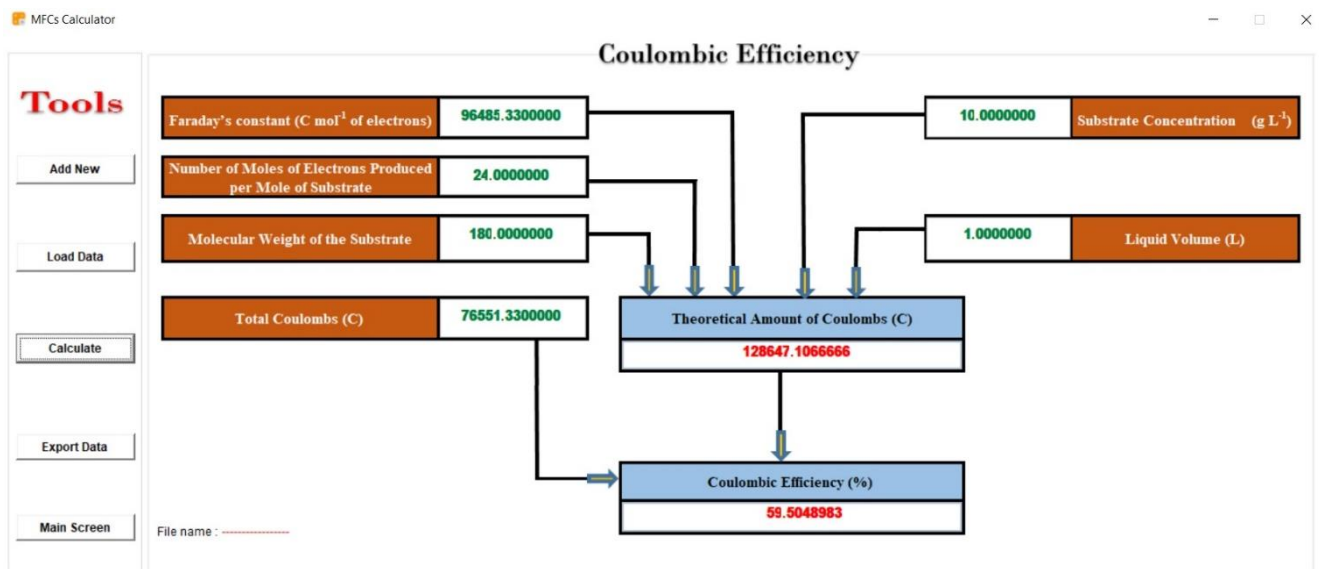 MFCs Calculator
Coulombic Efficiency
Tools
Add New
Load Data
Calculate
Export Data
Main Screen
Faraday's constant (C mol⁻¹ of electrons)
96485.3300000
Number of Moles of Electrons Produced
per Mole of Substrate
24.0000000
Molecular Weight of the Substrate
180.0000000
Total Coulombs (C)
76551.3300000
10.0000000
Substrate Concentration (g L⁻¹)
1.0000000
Liquid Volume (L)
Theoretical Amount of Coulombs (C)
128647.1066666
Coulombic Efficiency (%)
59.5048983
File name : -----------------